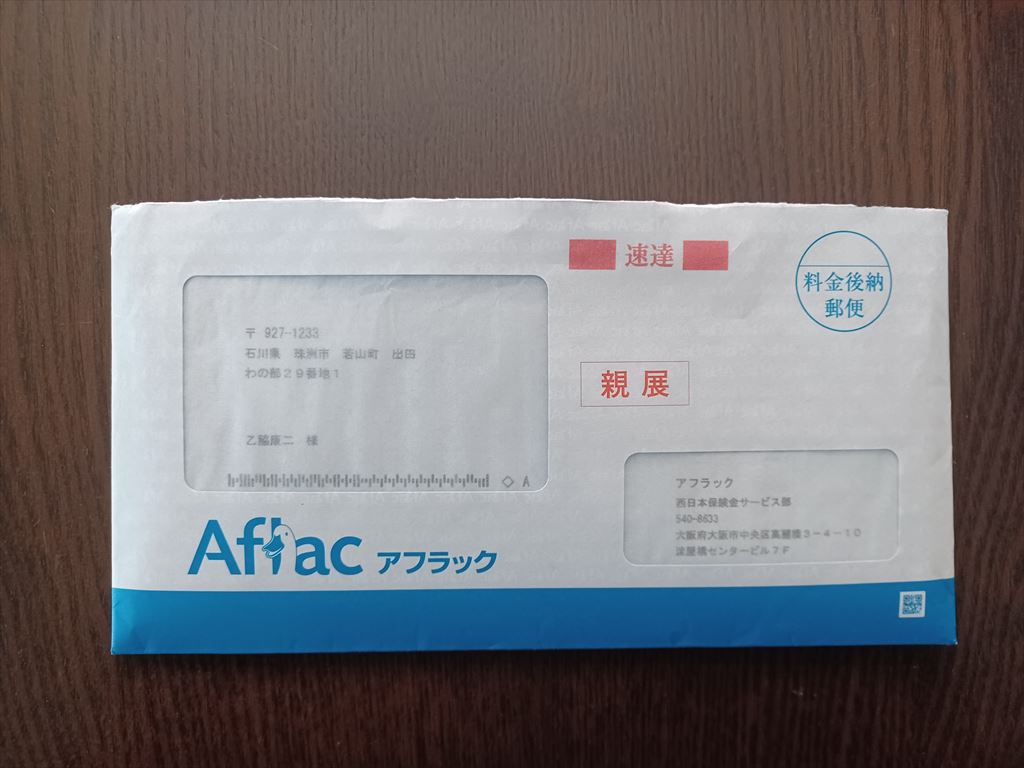 速達
料金後納
郵便
〒 927-1233
石川県 珠洲市 若山町 出田
わの部29番地1
乙脇康二 様
A
親展
アフラック
西日本保険金サービス部
540-8633
大阪府大阪市中央区高麗橋3-4-10
淀屋橋センタービル7F
Aflac アフラック